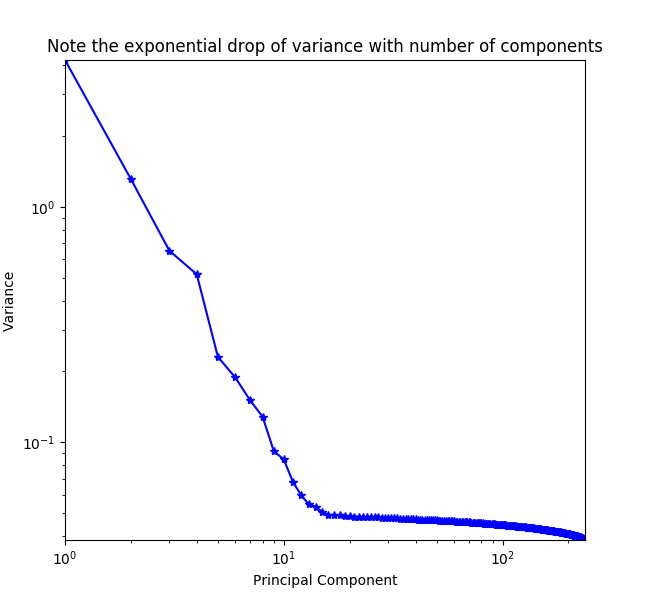 Note the exponential drop of variance with number of components
10⁰
10⁻¹
Variance
10⁰
10¹
10²
Principal Component